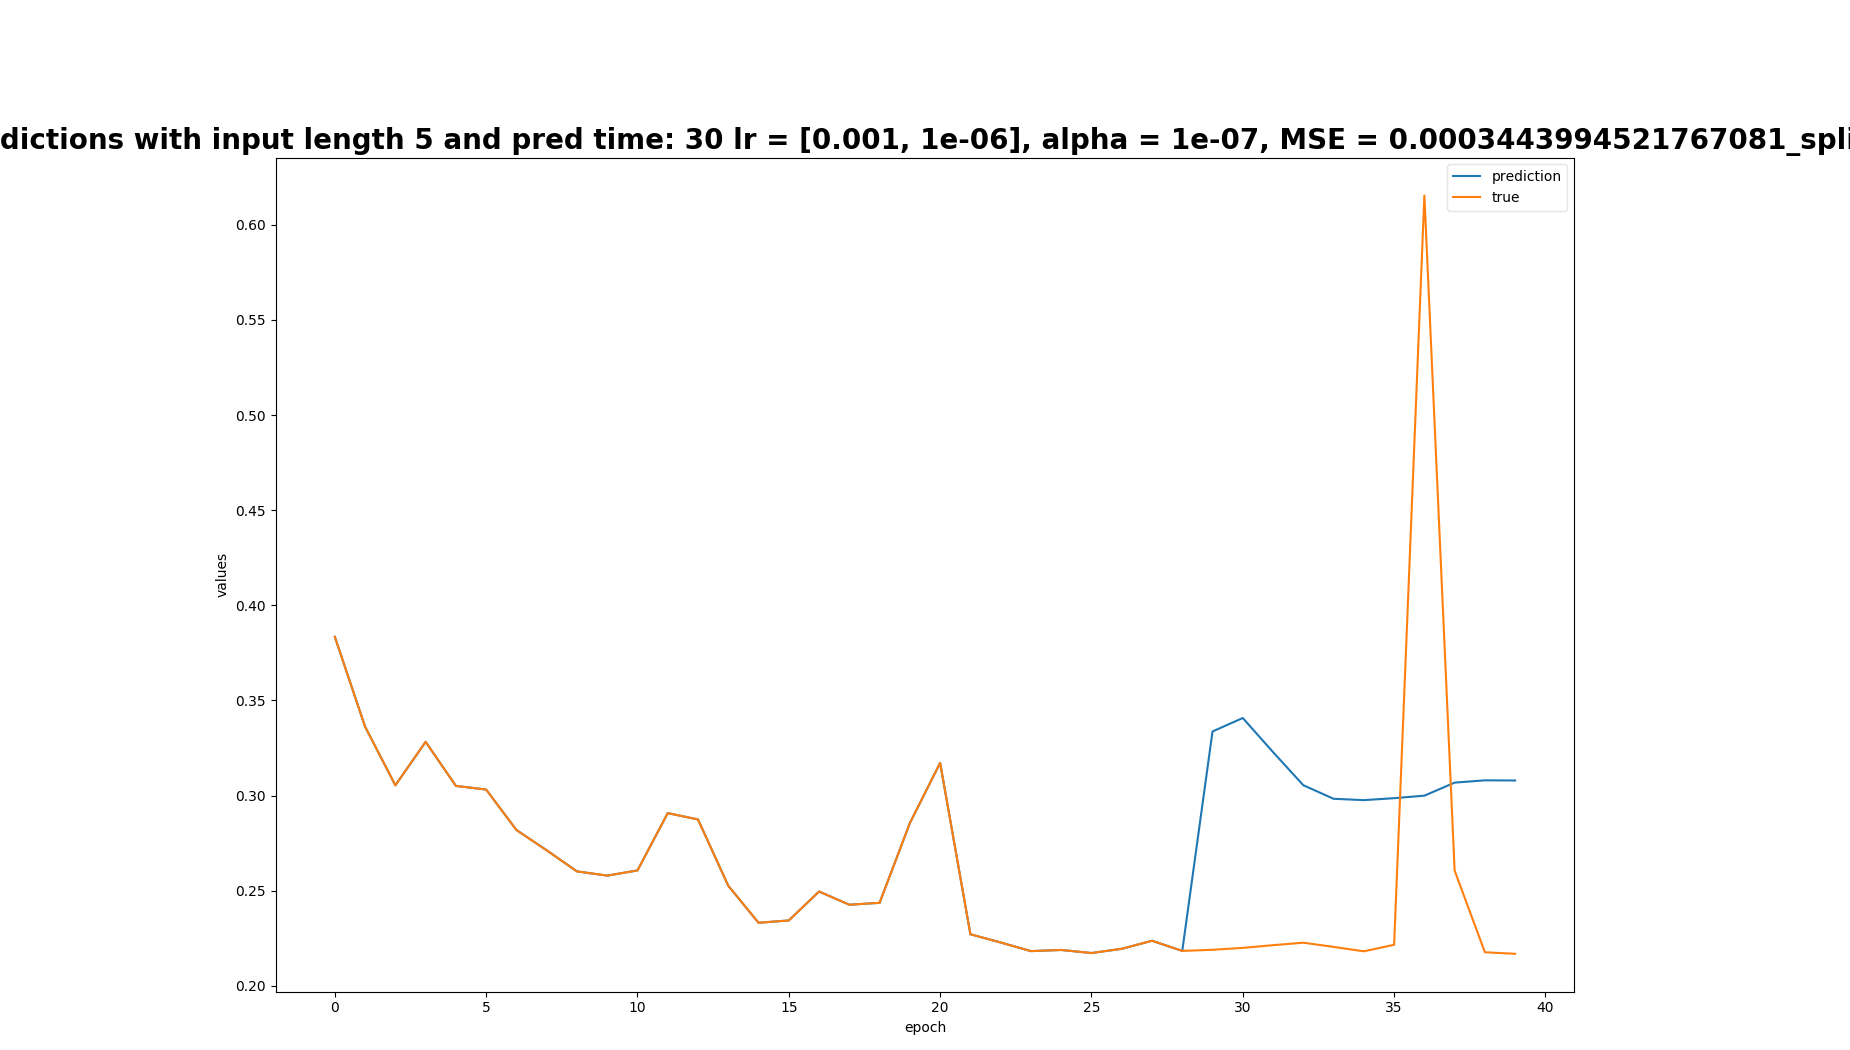 dictions with input length 5 and pred time: 30 lr = [0.001, 1e-06], alpha = 1e-07, MSE = 0.0003443994521767081_spli
prediction
true
0.60
0.55
0.50
0.45
0.40
0.35
0.30
0.25
0.20
values
0 5 10 15 20 25 30 35 40
epoch